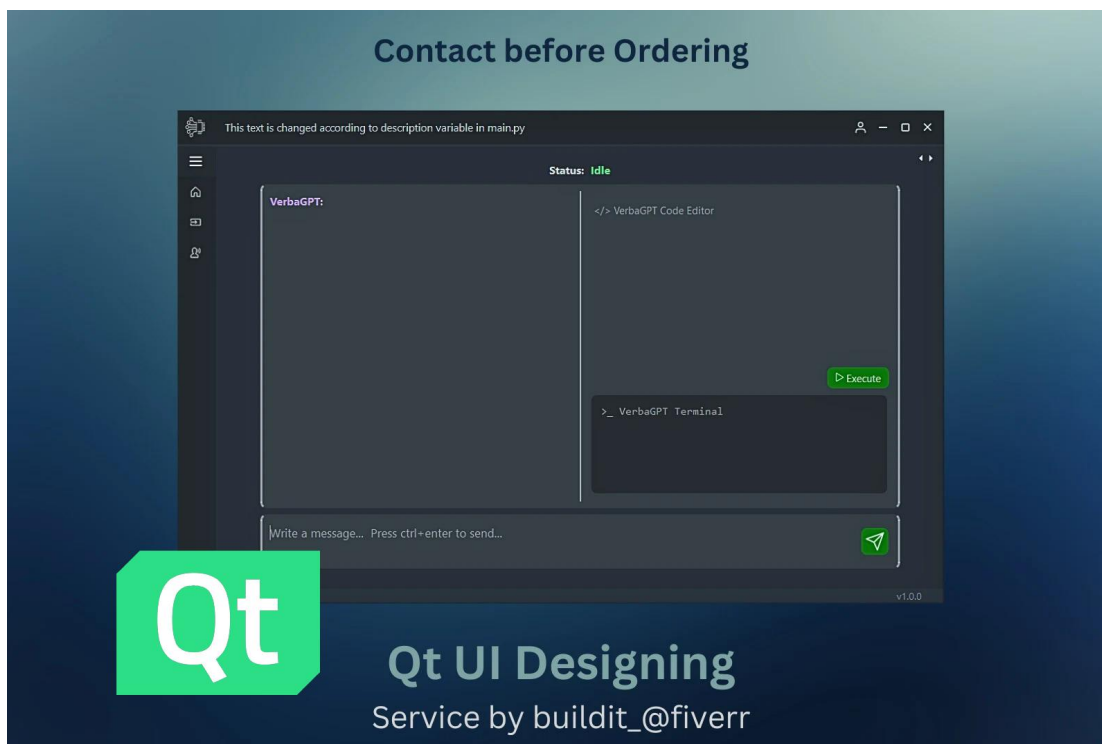 Contact before Ordering
This text is changed according to description variable in main.py
Status: Idle
VerbaGPT:
</> VerbaGPT Code Editor
Execute
>_ VerbaGPT Terminal
Write a message... Press ctrl+enter to send...
v1.0.0
Qt
Qt UI Designing
Service by buildit_@fiverr